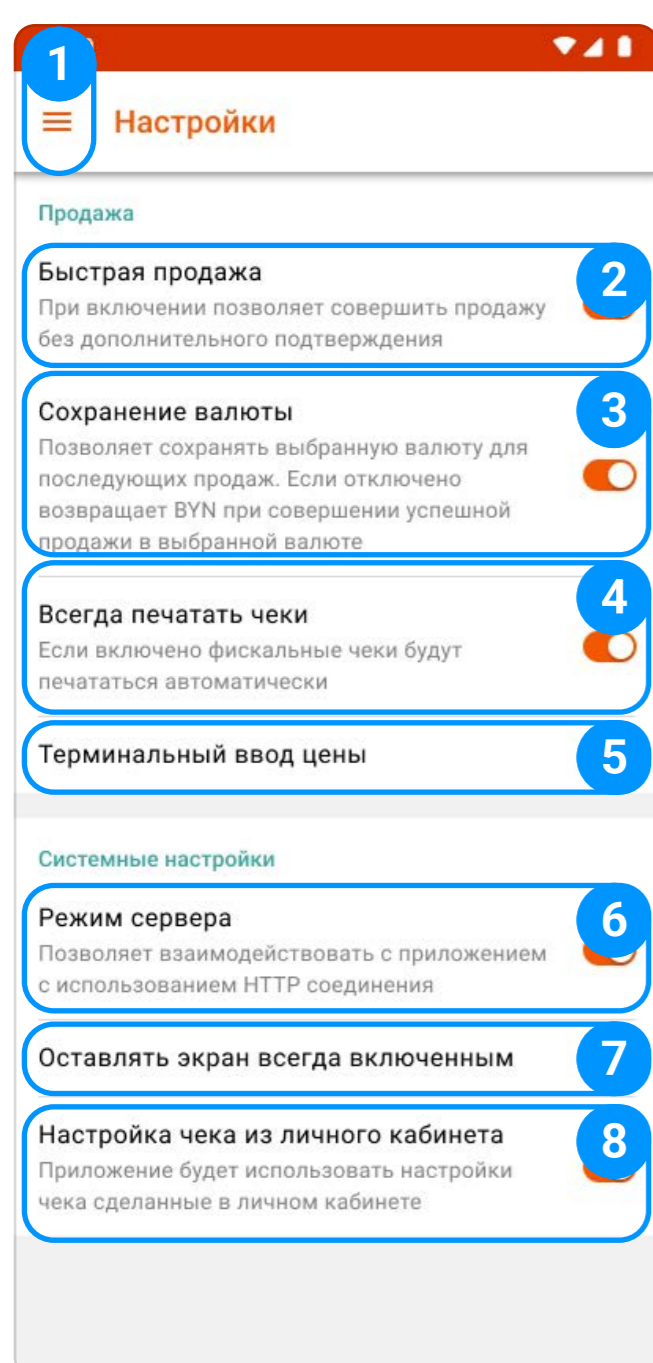 1
Настройки
Продажа
Быстрая продажа
2
При включении позволяет совершить продажу
без дополнительного подтверждения
Сохранение валюты
3
Позволяет сохранять выбранную валюту для
последующих продаж. Если отключено
возвращает BYN при совершении успешной
продажи в выбранной валюте
4
Всегда печатать чеки
Если включено фискальные чеки будут
печататься автоматически
Терминальный ввод цены
5
Системные настройки
Режим сервера
6
Позволяет взаимодействовать с приложением
с использованием HTTP соединения
Оставлять экран всегда включенным
7
Настройка чека из личного кабинета
8
Приложение будет использовать настройки
чека сделанные в личном кабинете